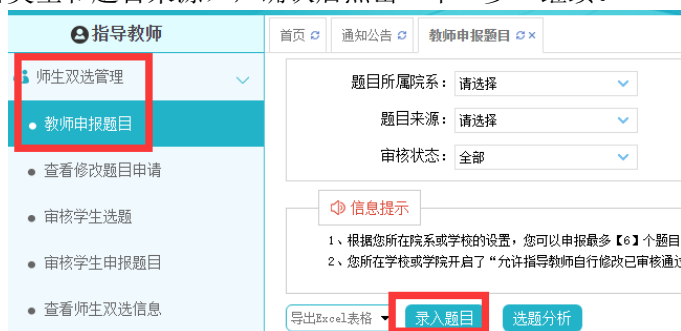 指导教师
首页
通知公告
教师申报题目
师生双选管理
教师申报题目
查看修改题目申请
审核学生选题
审核学生申报题目
查看师生双选信息
题目所属院系：请选择
题目来源：请选择
审核状态：全部
信息提示
1、根据您所在院系或学校的设置，您可以申报最多【6】个题目
2、您所在学校或学院开启了“允许指导教师自行修改已审核通过
导出Excel表格
录入题目
选题分析